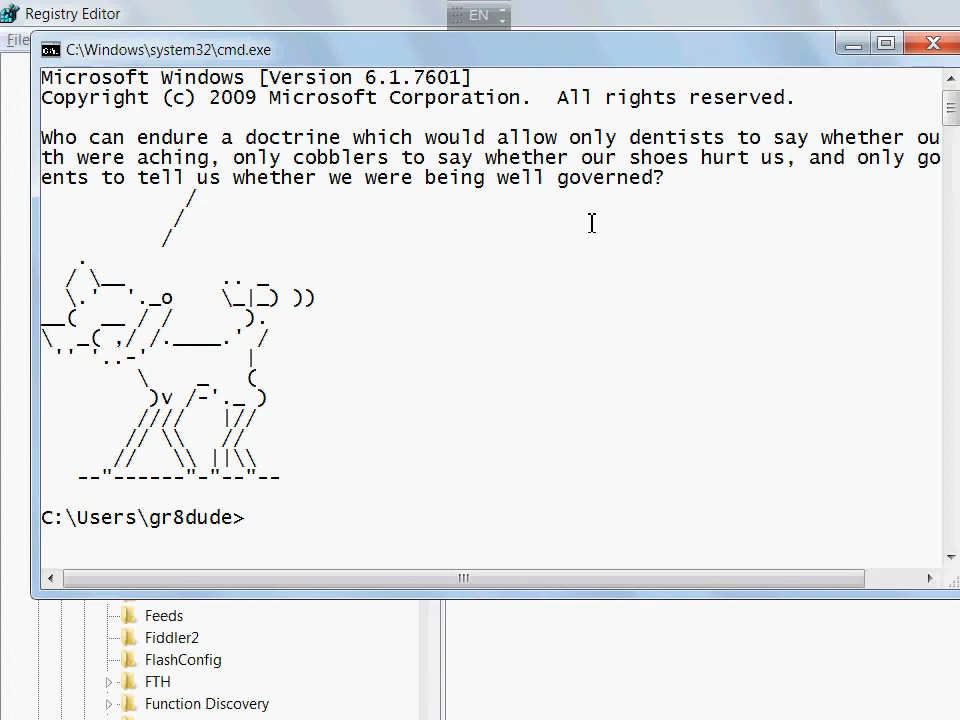 Registry Editor
EN
File
C:\Windows\system32\cmd.exe
Microsoft Windows [Version 6.1.7601]
Copyright (c) 2009 Microsoft Corporation.  All rights reserved.
Who can endure a doctrine which would allow only dentists to say whether ou
th were aching, only cobblers to say whether our shoes hurt us, and only go
ents to tell us whether we were being well governed?
C:\Users\gr8dude>
Feeds
Fiddler2
FlashConfig
FTH
Function Discovery